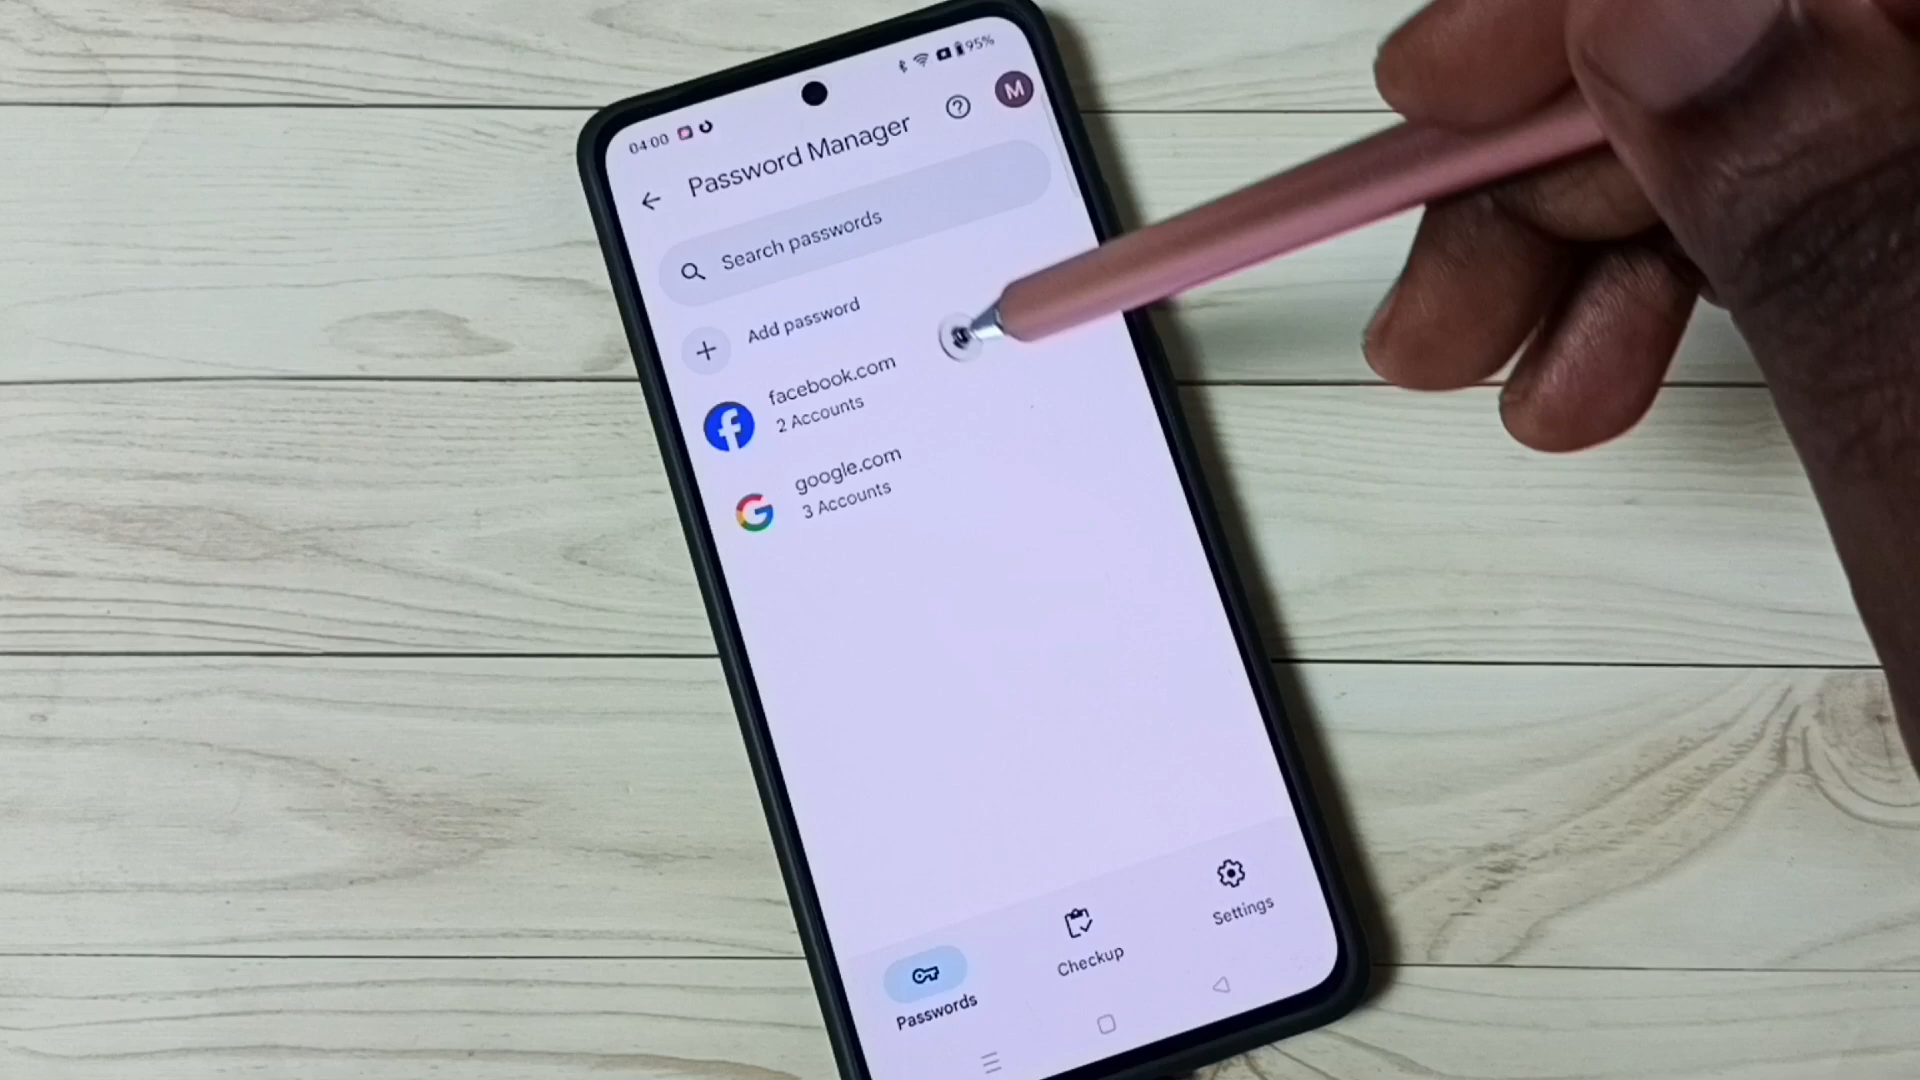 04:00
95%
Password Manager
M
Search passwords
Add password
facebook.com
2 Accounts
google.com
3 Accounts
Passwords
Checkup
Settings